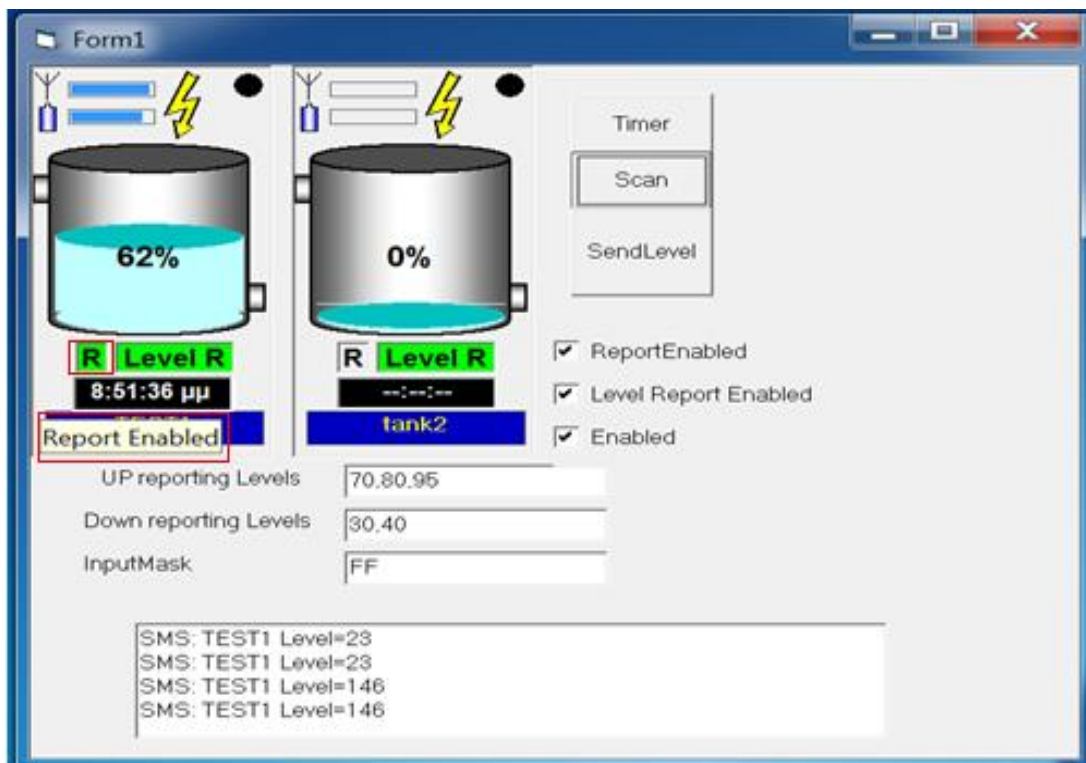 Form1
62%
0%
R Level R
R Level R
8:51:36 μμ
--:--:--
tank2
Report Enabled
Timer
Scan
SendLevel
ReportEnabled
Level Report Enabled
Enabled
UP reporting Levels
70,80,95
Down reporting Levels
30,40
InputMask
FF
SMS: TEST1 Level=23
SMS: TEST1 Level=23
SMS: TEST1 Level=146
SMS: TEST1 Level=146